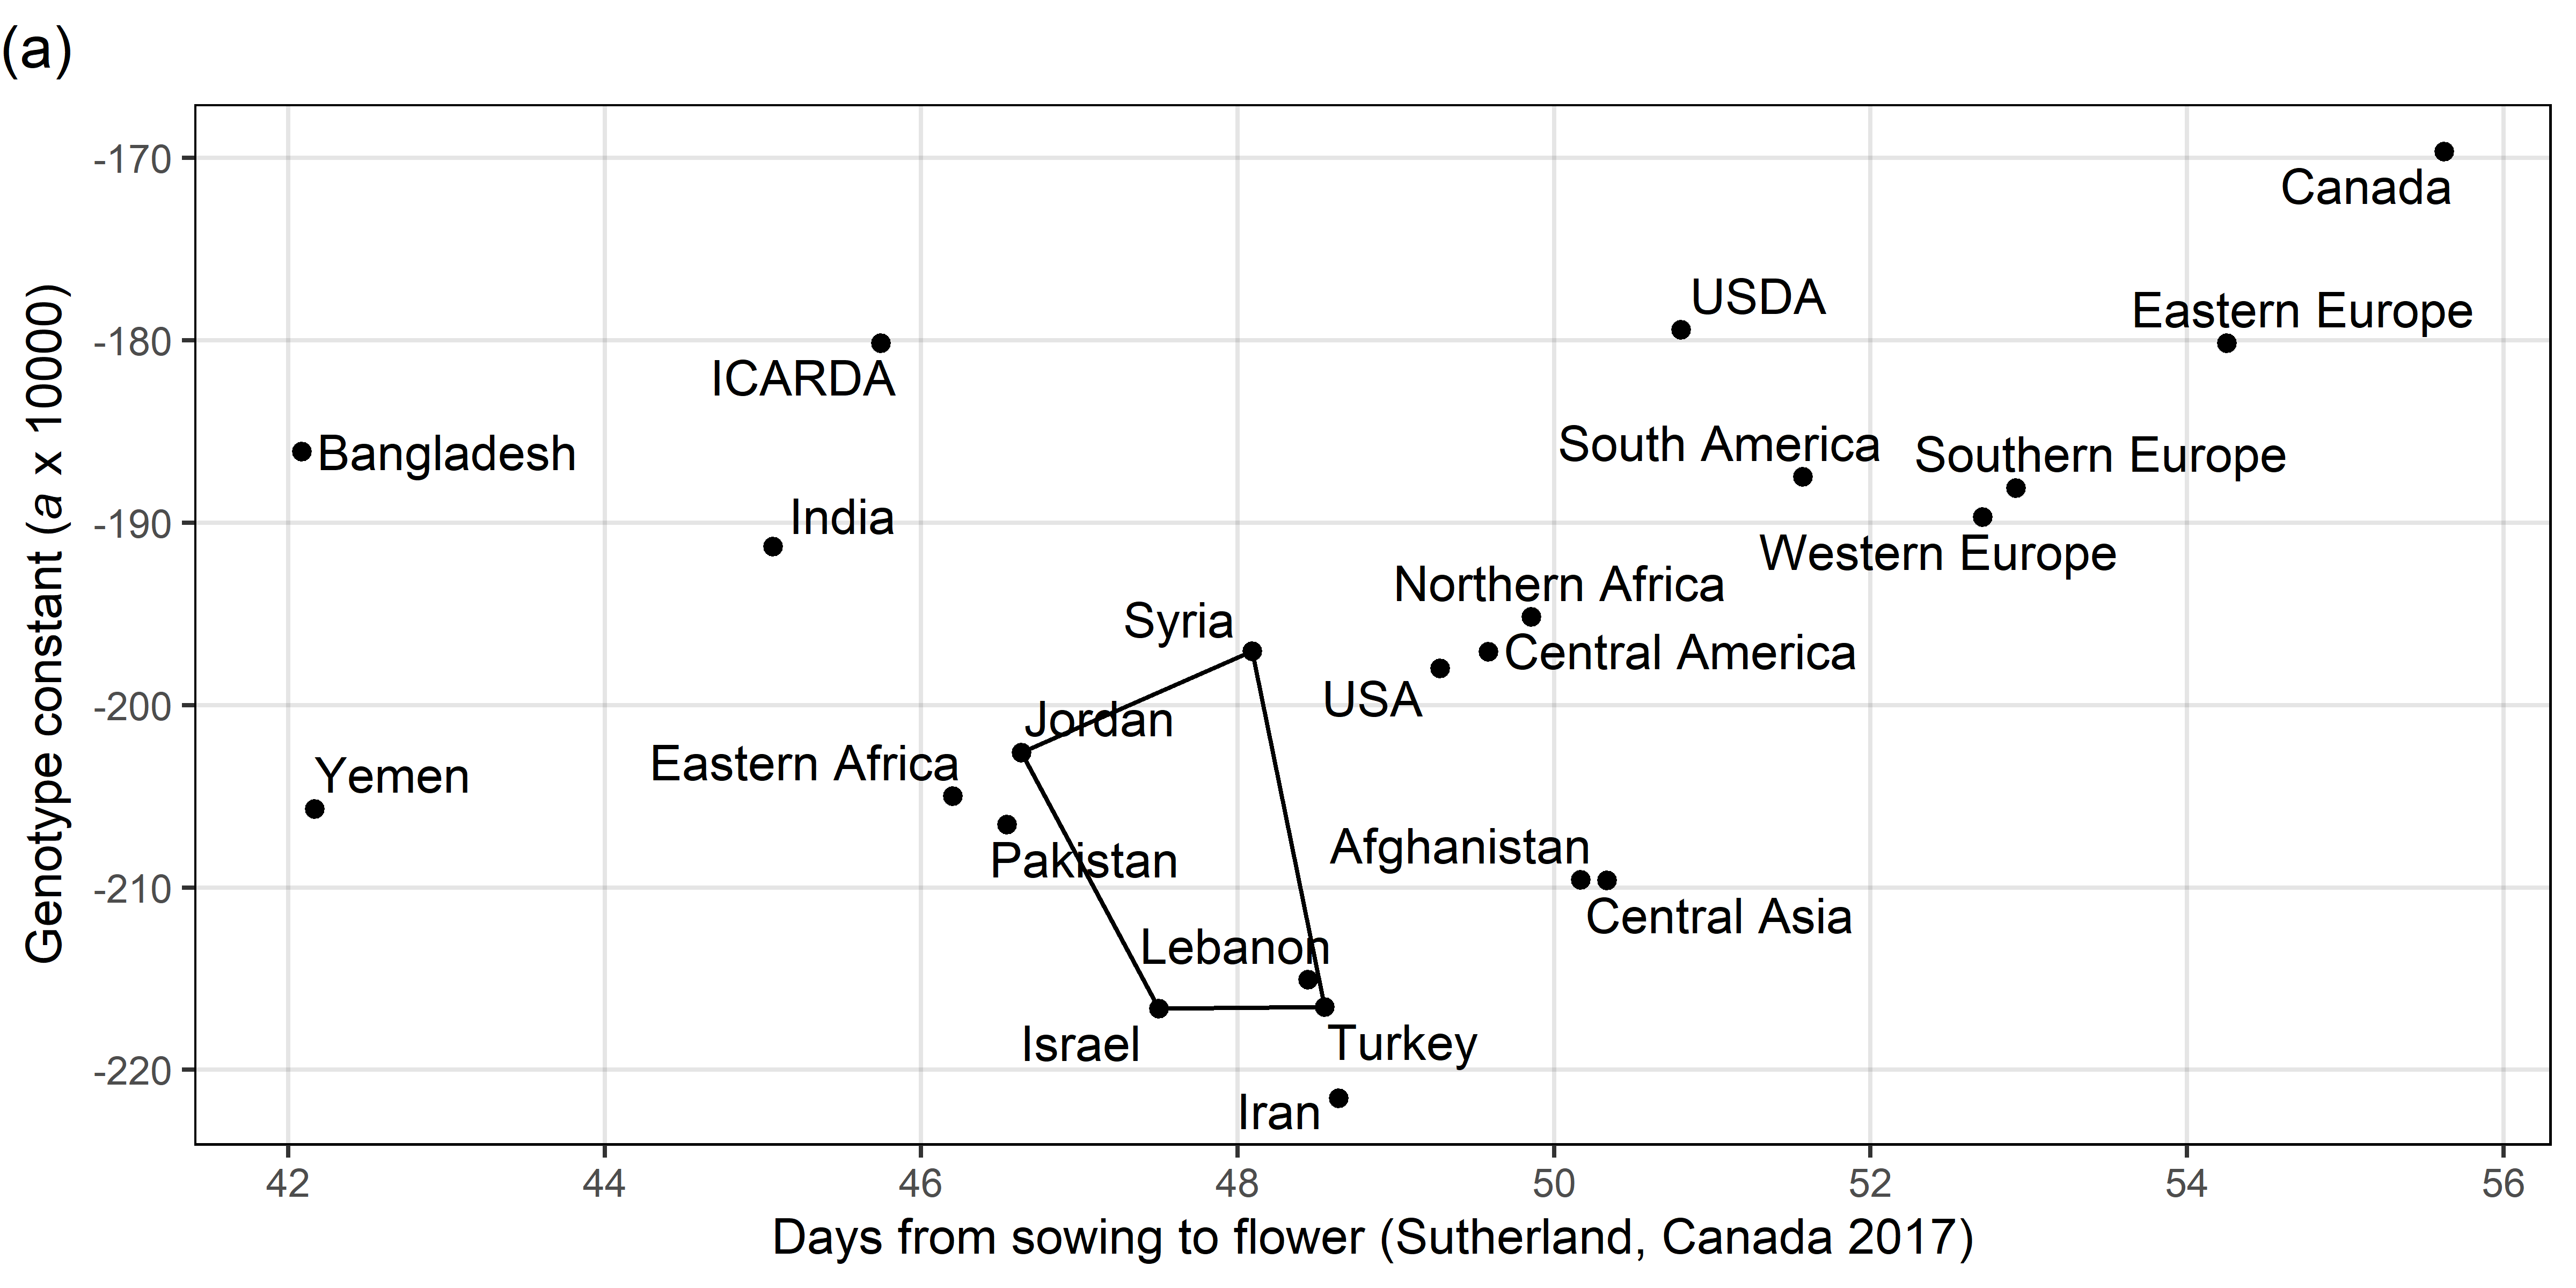 (a)
Genotype constant (a x 10000)
-170
-180
-190
-200
-210
-220
Canada
USDA
Eastern Europe
ICARDA
Bangladesh
South America
Southern Europe
India
Western Europe
Northern Africa
Syria
Central America
USA
Jordan
Eastern Africa
Yemen
Pakistan
Afghanistan
Central Asia
Lebanon
Israel
Turkey
Iran
42 44 46 48 50 52 54 56
Days from sowing to flower (Sutherland, Canada 2017)